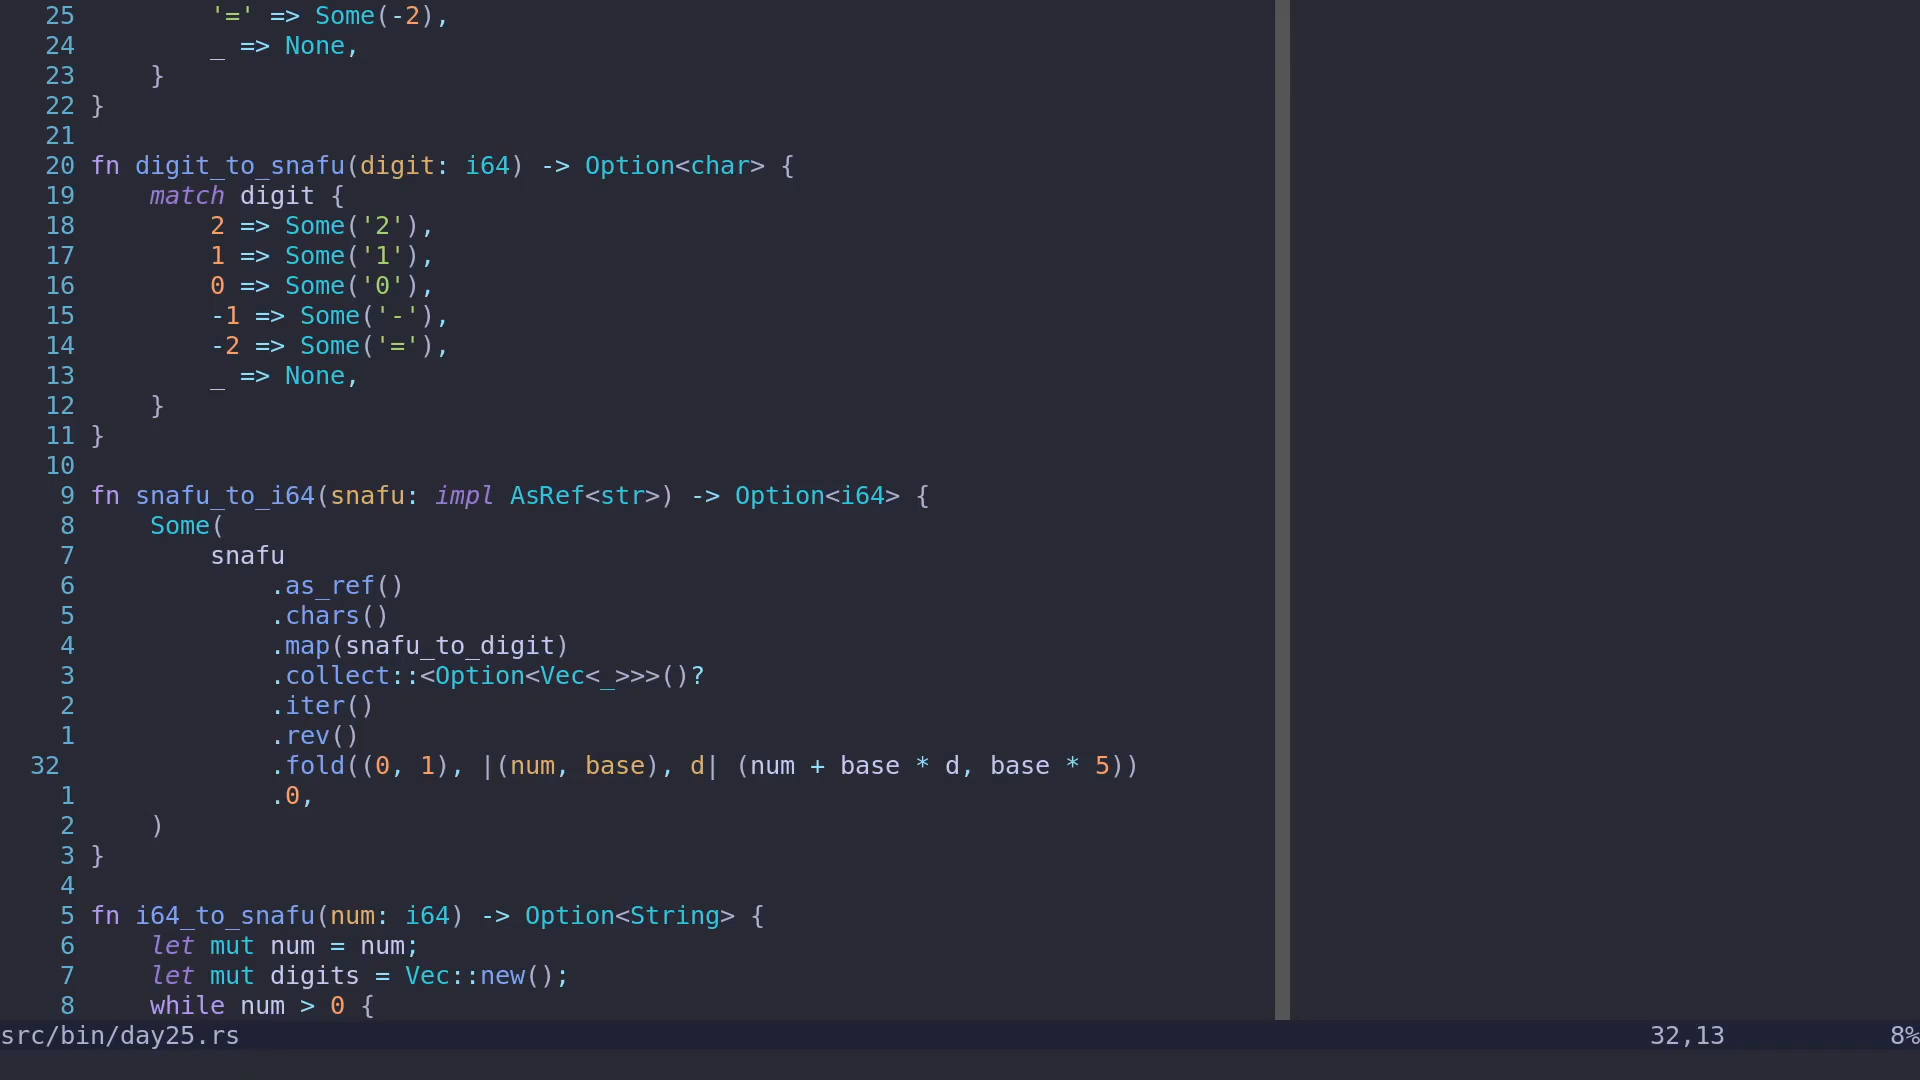 25         '=' => Some(-2),
24         _ => None,
23     }
22 }
21
20 fn digit_to_snafu(digit: i64) -> Option<char> {
19     match digit {
18         2 => Some('2'),
17         1 => Some('1'),
16         0 => Some('0'),
15         -1 => Some('-'),
14         -2 => Some('='),
13         _ => None,
12     }
11 }
10
 9 fn snafu_to_i64(snafu: impl AsRef<str>) -> Option<i64> {
 8     Some(
 7         snafu
 6             .as_ref()
 5             .chars()
 4             .map(snafu_to_digit)
 3             .collect::<Option<Vec<_>>>()?
 2             .iter()
 1             .rev()
32             .fold((0, 1), |(num, base), d| (num + base * d, base * 5))
 1             .0,
 2     )
 3 }
 4
 5 fn i64_to_snafu(num: i64) -> Option<String> {
 6     let mut num = num;
 7     let mut digits = Vec::new();
 8     while num > 0 {
src/bin/day25.rs 32,13 8%